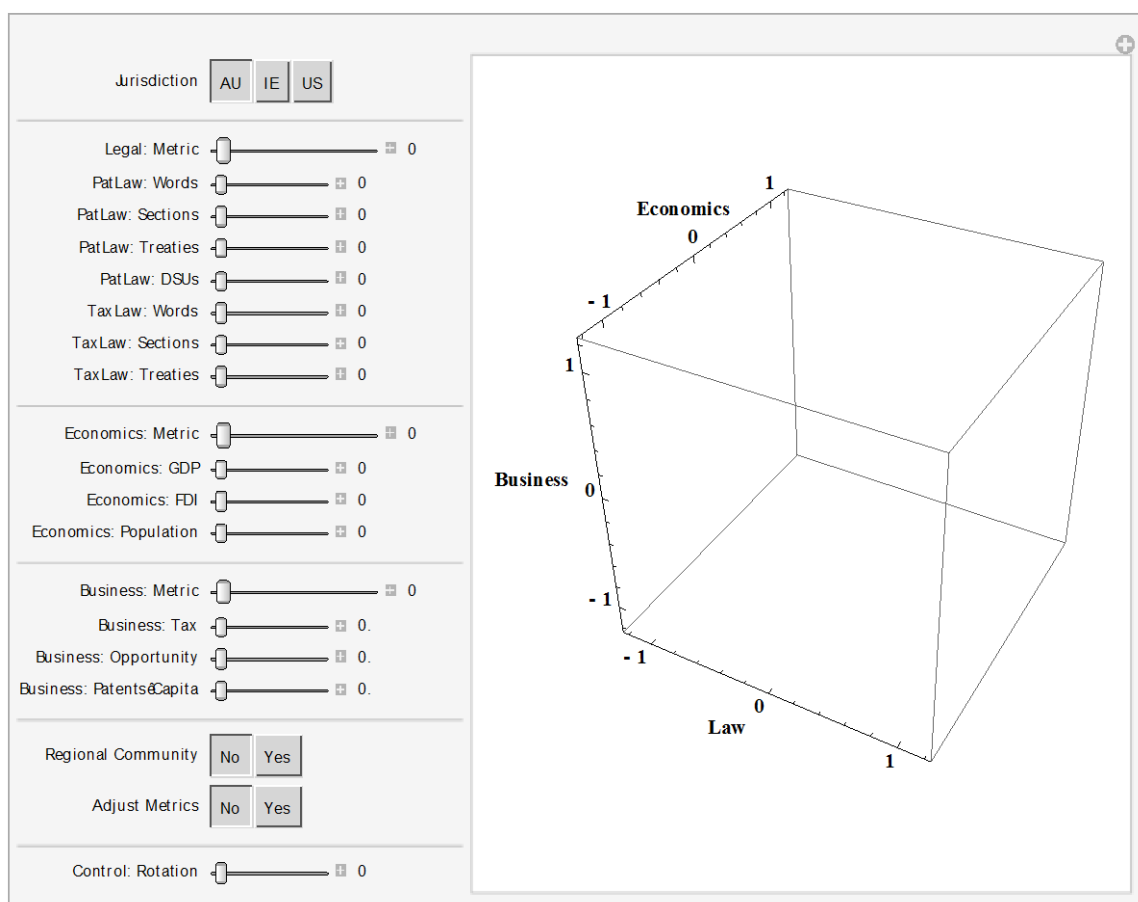 Jurisdiction AU IE US
Legal: Metric 0
PatLaw: Words 0
PatLaw: Sections 0
PatLaw: Treaties 0
PatLaw: DSUs 0
TaxLaw: Words 0
TaxLaw: Sections 0
TaxLaw: Treaties 0
Economics: Metric 0
Economics: GDP 0
Economics: FDI 0
Economics: Population 0
Business: Metric 0
Business: Tax 0.
Business: Opportunity 0.
Business: PatentsêCapita 0.
Regional Community No Yes
Adjust Metrics No Yes
Control: Rotation 0
1
Economics
0
- 1
1
Business 0
- 1
- 1
0
Law
1